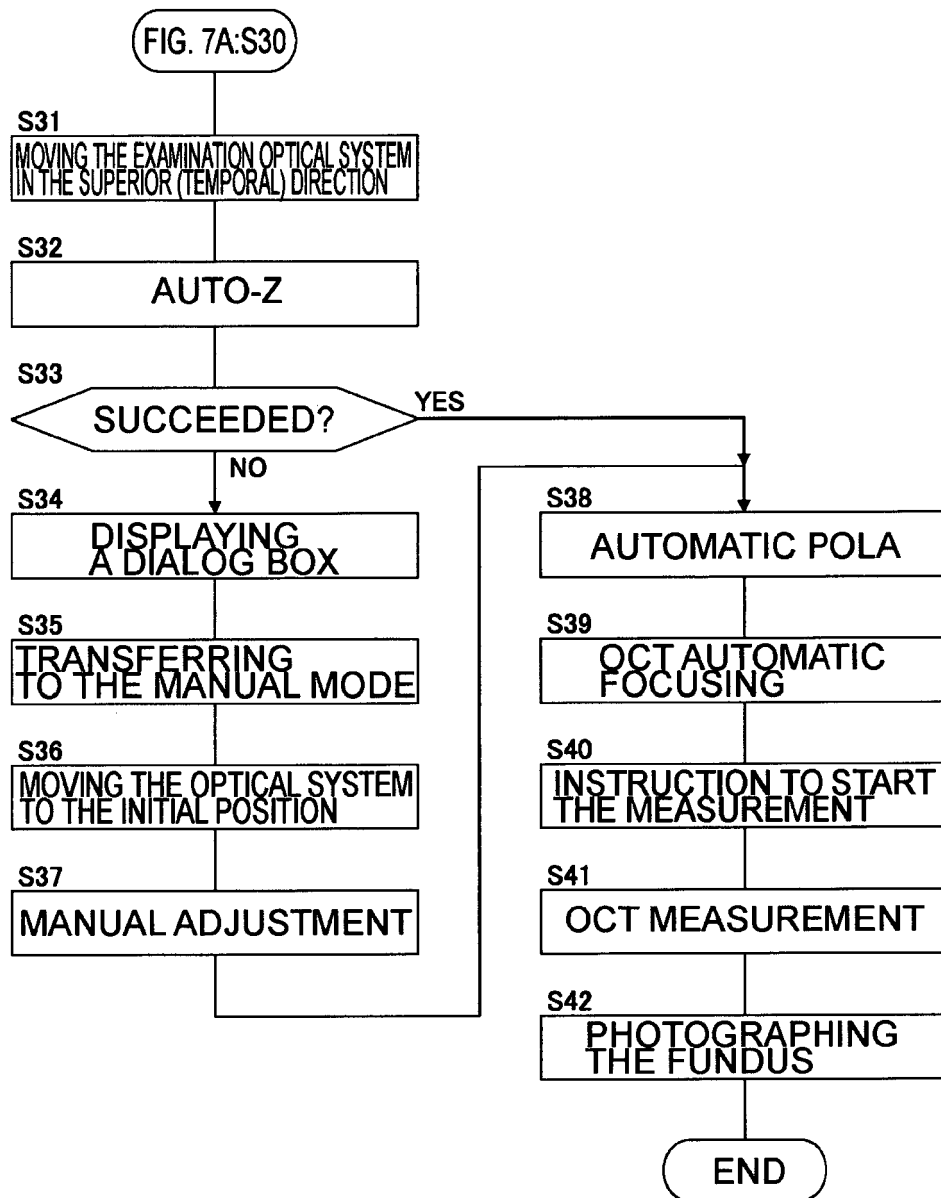 FIG. 7A:S30
S31
MOVING THE EXAMINATION OPTICAL SYSTEM
IN THE SUPERIOR (TEMPORAL) DIRECTION
S32
AUTO-Z
S33
SUCCEEDED?
YES
NO
S34
DISPLAYING
A DIALOG BOX
S35
TRANSFERRING
TO THE MANUAL MODE
S36
MOVING THE OPTICAL SYSTEM
TO THE INITIAL POSITION
S37
MANUAL ADJUSTMENT
S38
AUTOMATIC POLA
S39
OCT AUTOMATIC
FOCUSING
S40
INSTRUCTION TO START
THE MEASUREMENT
S41
OCT MEASUREMENT
S42
PHOTOGRAPHING
THE FUNDUS
END